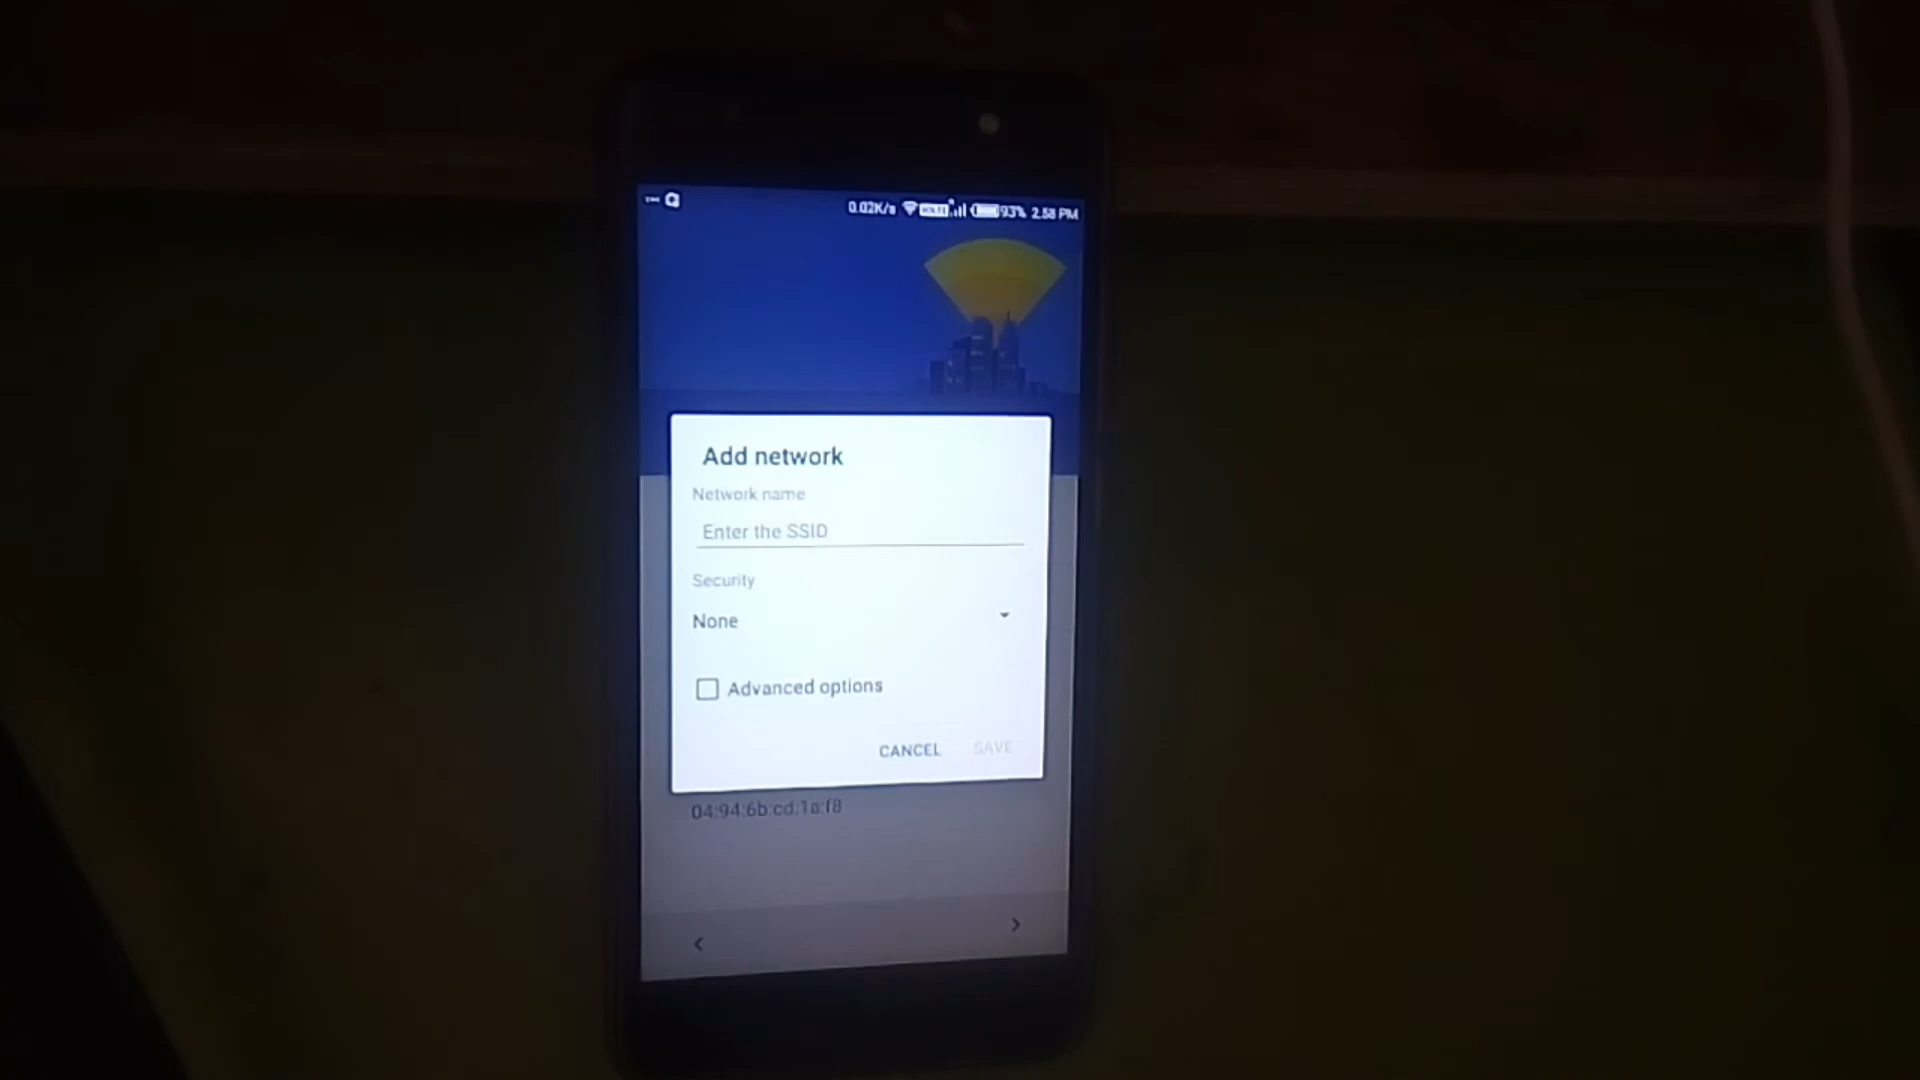 0.02K/s VOLTE 93% 2:58 PM
Add network
Network name
Enter the SSID
Security
None
Advanced options
CANCEL SAVE
04:94:6b:cd:1a:f8